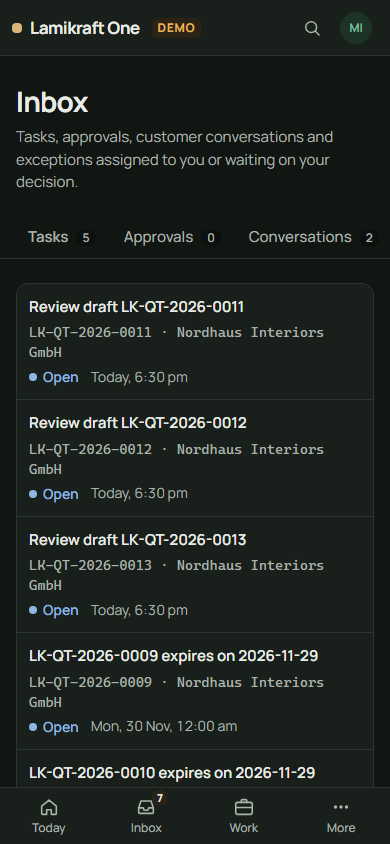 Lamikraft One DEMO MI
Inbox
Tasks, approvals, customer conversations and
exceptions assigned to you or waiting on your
decision.
Tasks 5 Approvals 0 Conversations 2
Review draft LK-QT-2026-0011
LK-QT-2026-0011 · Nordhaus Interiors
GmbH
Open Today, 6:30 pm
Review draft LK-QT-2026-0012
LK-QT-2026-0012 · Nordhaus Interiors
GmbH
Open Today, 6:30 pm
Review draft LK-QT-2026-0013
LK-QT-2026-0013 · Nordhaus Interiors
GmbH
Open Today, 6:30 pm
LK-QT-2026-0009 expires on 2026-11-29
LK-QT-2026-0009 · Nordhaus Interiors
GmbH
Open Mon, 30 Nov, 12:00 am
LK-QT-2026-0010 expires on 2026-11-29
7
Today Inbox Work More